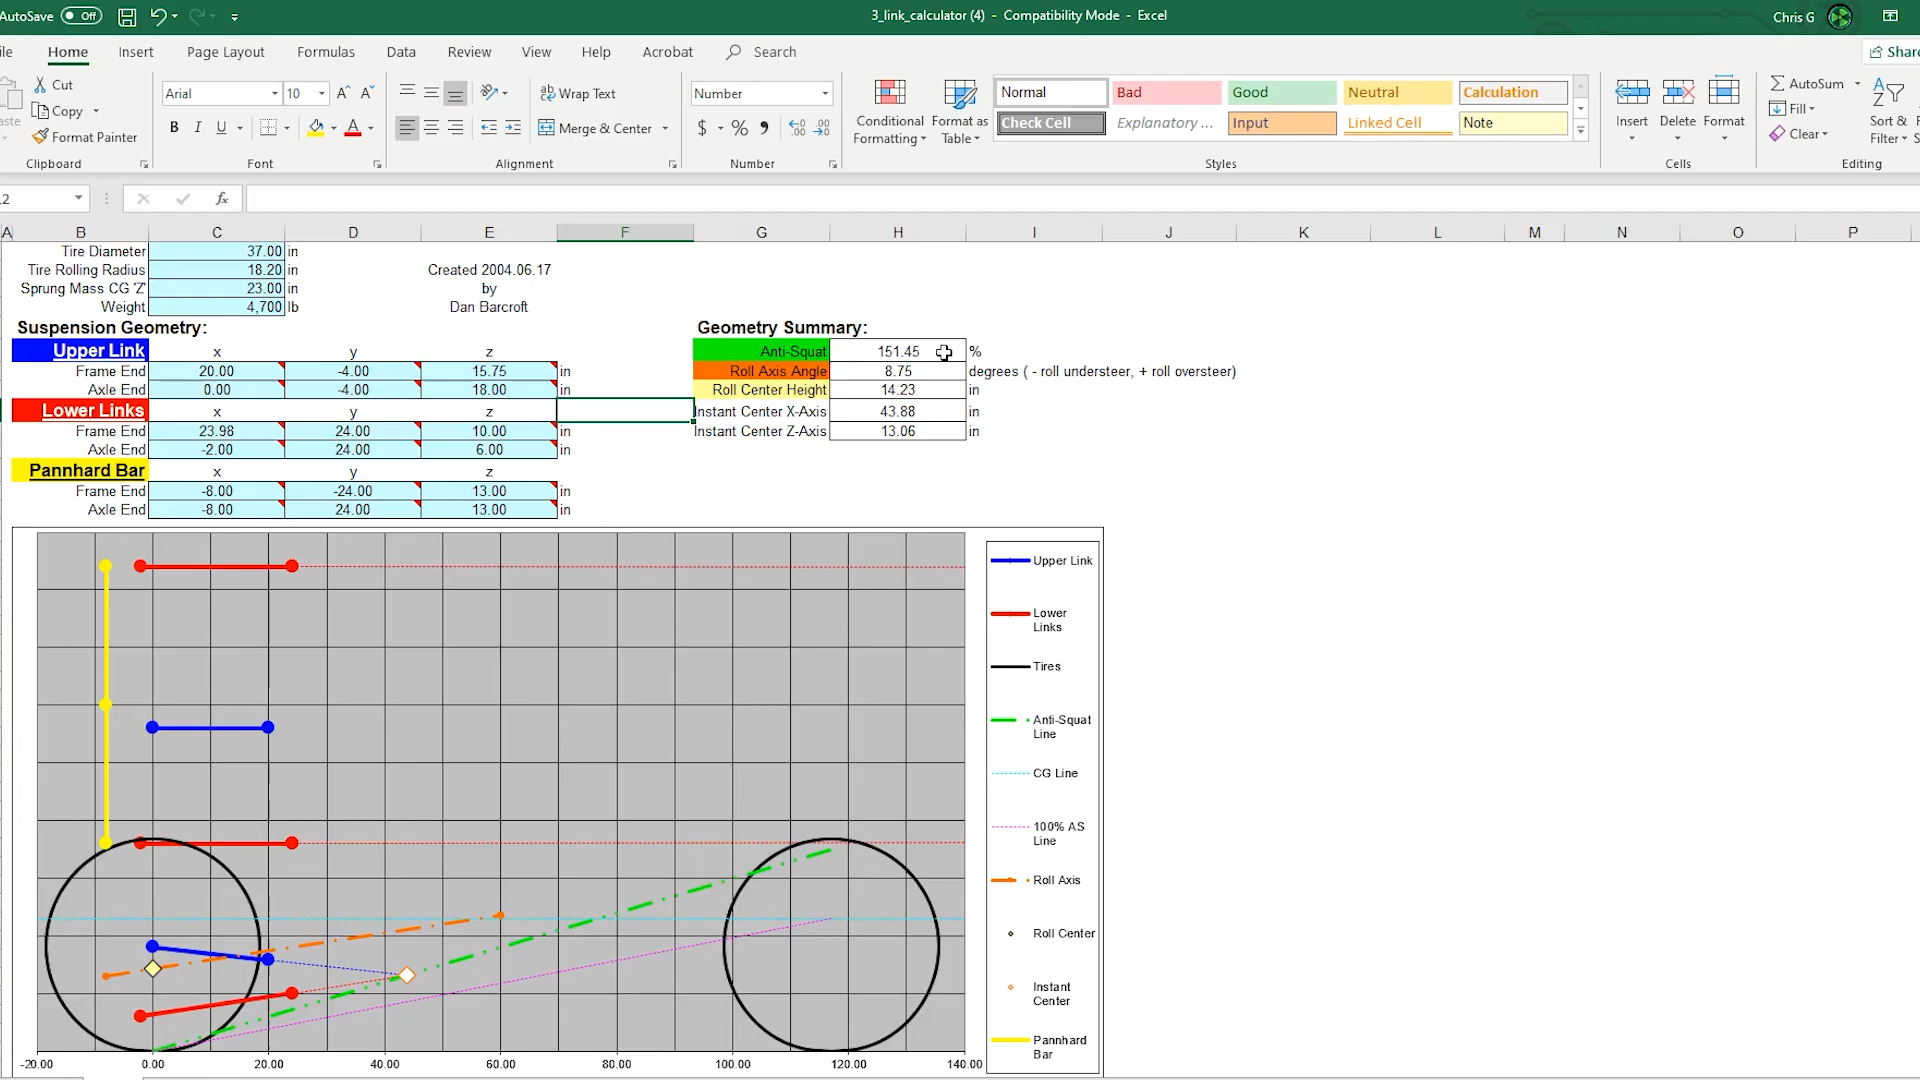 AutoSave Off
3_link_calculator (4) - Compatibility Mode - Excel
Chris G
Home Insert Page Layout Formulas Data Review View Help Acrobat Search
Cut
Copy
Format Painter
Clipboard
Arial 10
B I U
Font
Wrap Text
Merge & Center
Alignment
Number
$ % ,
Number
Conditional Formatting
Format as Table
Normal Bad Good Neutral Calculation
Check Cell Explanatory ... Input Linked Cell Note
Styles
Insert Delete Format
Cells
AutoSum
Fill
Clear
Sort &
Filter
Editing
fx
A B C D E F G H I J K L M N O P
Tire Diameter 37.00 in
Tire Rolling Radius 18.20 in Created 2004.06.17
Sprung Mass CG 'Z' 23.00 in by
Weight 4,700 lb Dan Barcroft
Suspension Geometry: Geometry Summary:
Upper Link x y z Anti-Squat 151.45 %
Frame End 20.00 -4.00 15.75 in Roll Axis Angle 8.75 degrees ( - roll understeer, + roll oversteer)
Axle End 0.00 -4.00 18.00 in Roll Center Height 14.23 in
Lower Links x y z Instant Center X-Axis 43.88 in
Frame End 23.98 24.00 10.00 in Instant Center Z-Axis 13.06 in
Axle End -2.00 24.00 6.00 in
Pannhard Bar x y z
Frame End -8.00 -24.00 13.00 in
Axle End -8.00 24.00 13.00 in
Upper Link
Lower
Links
Tires
Anti-Squat
Line
CG Line
100% AS
Line
Roll Axis
Roll Center
Instant
Center
Pannhard
Bar
-20.00 0.00 20.00 40.00 60.00 80.00 100.00 120.00 140.00